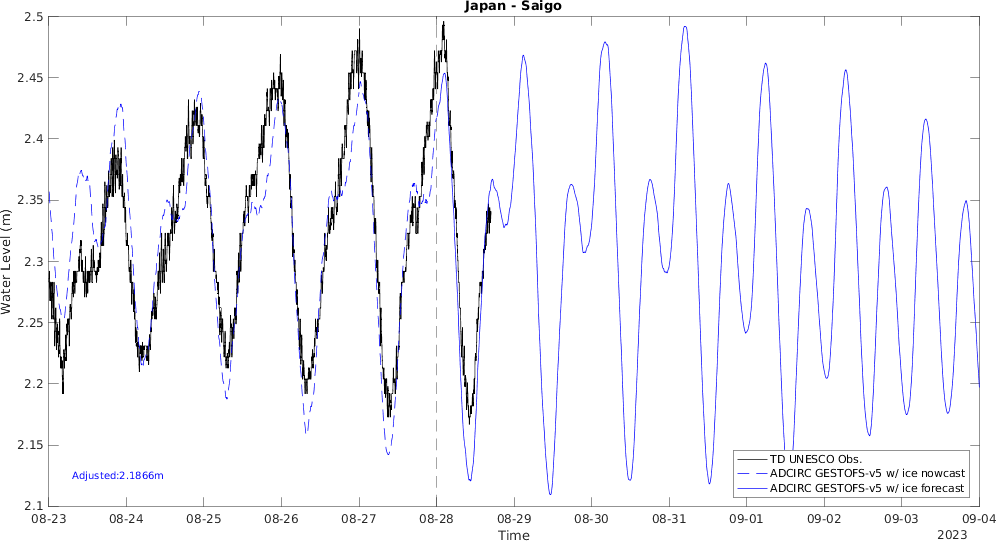 Japan - Saigo
2.5
2.45
2.4
2.35
2.3
2.25
2.2
2.15
2.1
Water Level (m)
Adjusted:2.1866m
TD UNESCO Obs.
ADCIRC GESTOFS-v5 w/ ice nowcast
ADCIRC GESTOFS-v5 w/ ice forecast
08-23 08-24 08-25 08-26 08-27 08-28 08-29 08-30 08-31 09-01 09-02 09-03 09-04
Time
2023